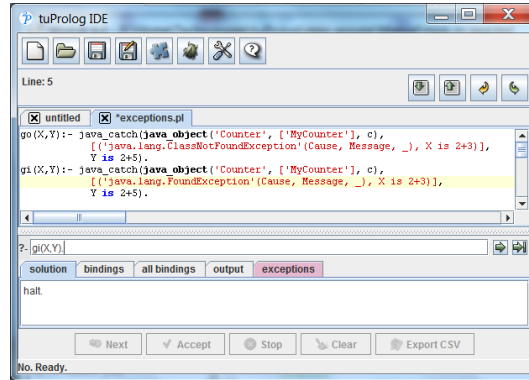 tuProlog IDE
Line: 5
untitled *exceptions.pl
go(X,Y):- java_catch(java_object('Counter', ['MyCounter'], c),
[('java.lang.ClassNotFoundException'(Cause, Message, _), X is 2+3)],
Y is 2+5).
gi(X,Y):- java_catch(java_object('Counter', ['MyCounter'], c),
[('java.lang.FoundException'(Cause, Message, _), X is 2+3)],
Y is 2+5).
?- gi(X,Y).
solution bindings all bindings output exceptions
halt.
Next Accept Stop Clear Export CSV
No. Ready.